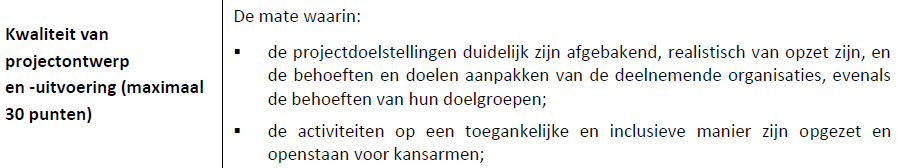 Kwaliteit van
projectontwerp
en -uitvoering (maximaal
30 punten)
De mate waarin:
▪ de projectdoelstellingen duidelijk zijn afgebakend, realistisch van opzet zijn, en
de behoeften en doelen aanpakken van de deelnemende organisaties, evenals
de behoeften van hun doelgroepen;
▪ de activiteiten op een toegankelijke en inclusieve manier zijn opgezet en
openstaan voor kansarmen;